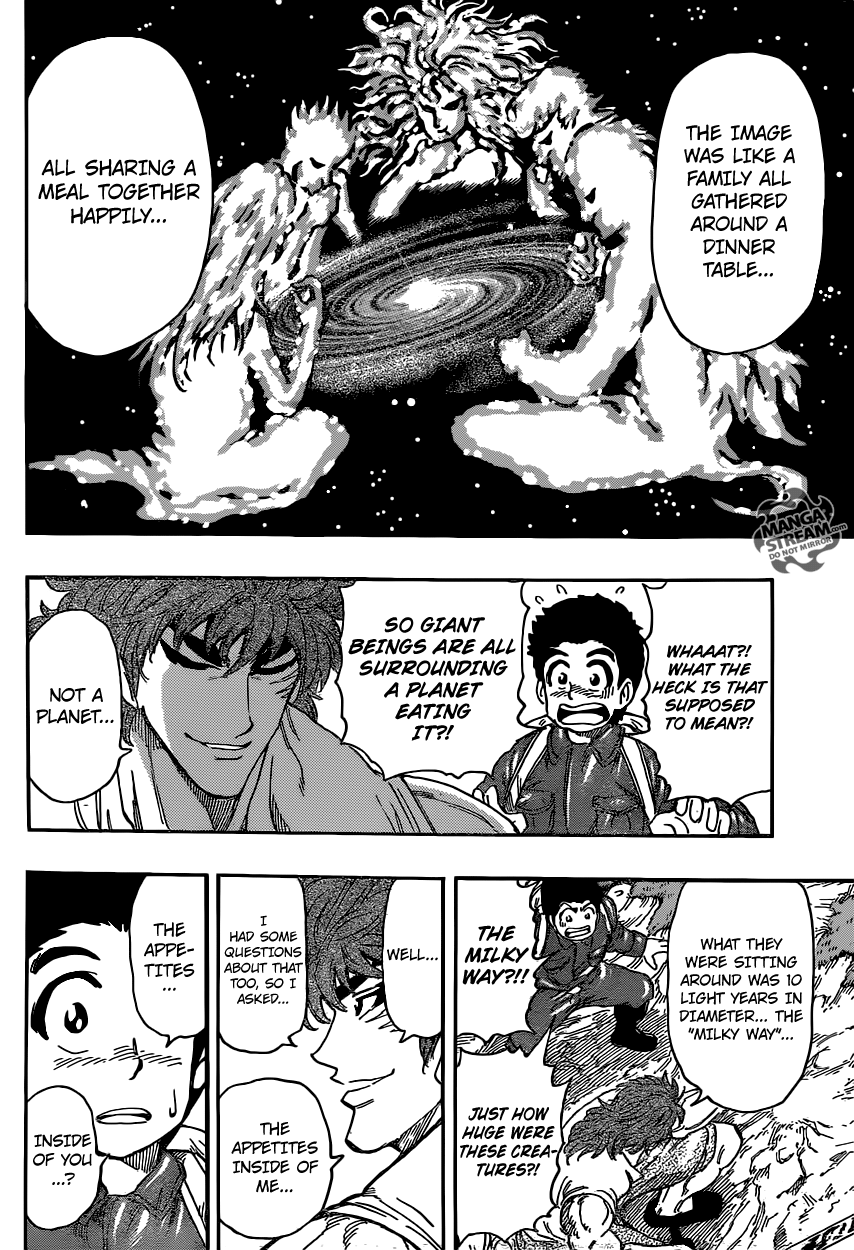 THE IMAGE
WAS LIKE A
FAMILY ALL
GATHERED
AROUND A
DINNER
TABLE...
ALL SHARING A
MEAL TOGETHER
HAPPILY...
MANGA
STREAM.com
DO NOT MIRROR
WHAAAT?!
WHAT THE
HECK IS THAT
SUPPOSED
TO MEAN?!
SO GIANT
BEINGS ARE ALL
SURROUNDING
A PLANET
EATING
IT?!
NOT A
PLANET...
WHAT THEY
WERE SITTING
AROUND WAS 10
LIGHT YEARS IN
DIAMETER... THE
"MILKY WAY"...
THE
MILKY
WAY?!!
JUST HOW
HUGE WERE
THESE CREA-
TURES?!
WELL...
I
HAD SOME
QUESTIONS
ABOUT THAT
TOO, SO I
ASKED...
THE
APPETITES
INSIDE OF
ME...
THE
APPE-
TITES
...
INSIDE
OF YOU
...?